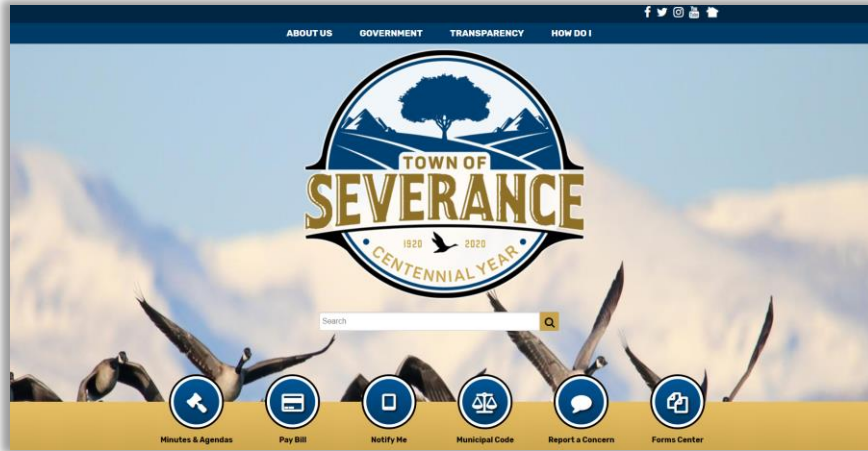 ABOUT US GOVERNMENT TRANSPARENCY HOW DO I
TOWN OF
SEVERANCE
1920 2020
CENTENNIAL YEAR
Search
Minutes & Agendas Pay Bill Notify Me Municipal Code Report a Concern Forms Center